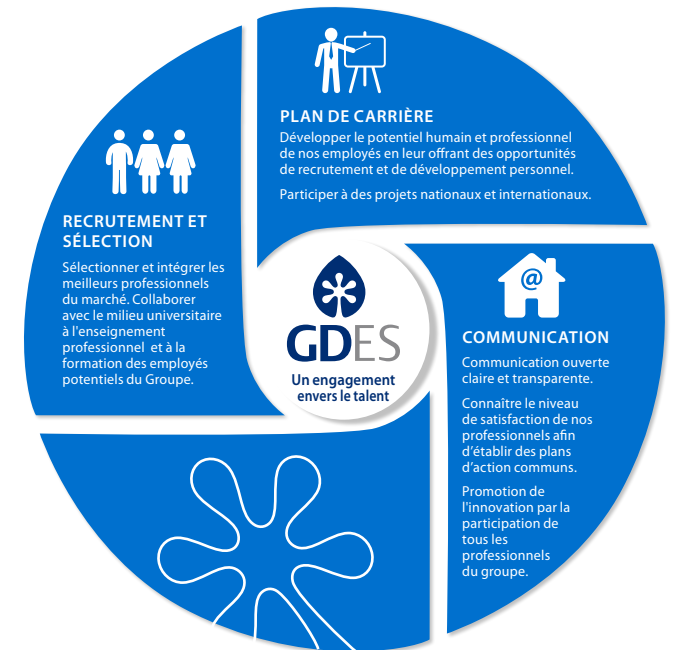 PLAN DE CARRIÈRE
Développer le potentiel humain et professionnel
de nos employés en leur offrant des opportunités
de recrutement et de développement personnel.
Participer à des projets nationaux et internationaux.
RECRUTEMENT ET
SÉLECTION
Sélectionner et intégrer les
meilleurs professionnels
du marché. Collaborer
avec le milieu universitaire
à l'enseignement
professionnel et à la
formation des employés
potentiels du Groupe.
GDES
Un engagement
envers le talent
@
COMMUNICATION
Communication ouverte
claire et transparente.
Connaître le niveau
de satisfaction de nos
professionnels afin
d'établir des plans
d'action communs.
Promotion de
l'innovation par la
participation de
tous les
professionnels
du groupe.